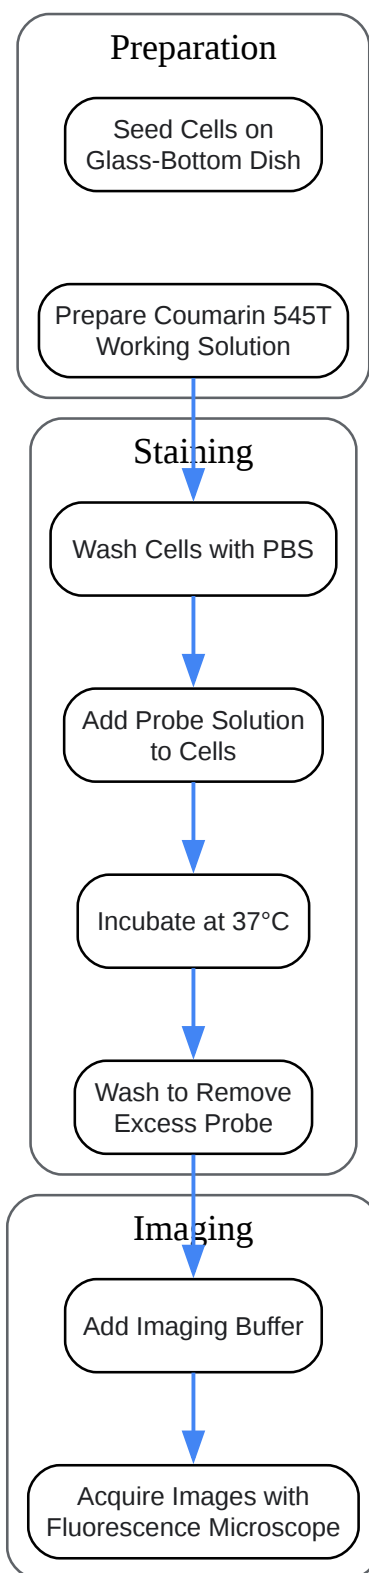 Preparation
Seed Cells on
Glass-Bottom Dish
Prepare Coumarin 545T
Working Solution
Staining
Wash Cells with PBS
Add Probe Solution
to Cells
Incubate at 37°C
Wash to Remove
Excess Probe
Imaging
Add Imaging Buffer
Acquire Images with
Fluorescence Microscope